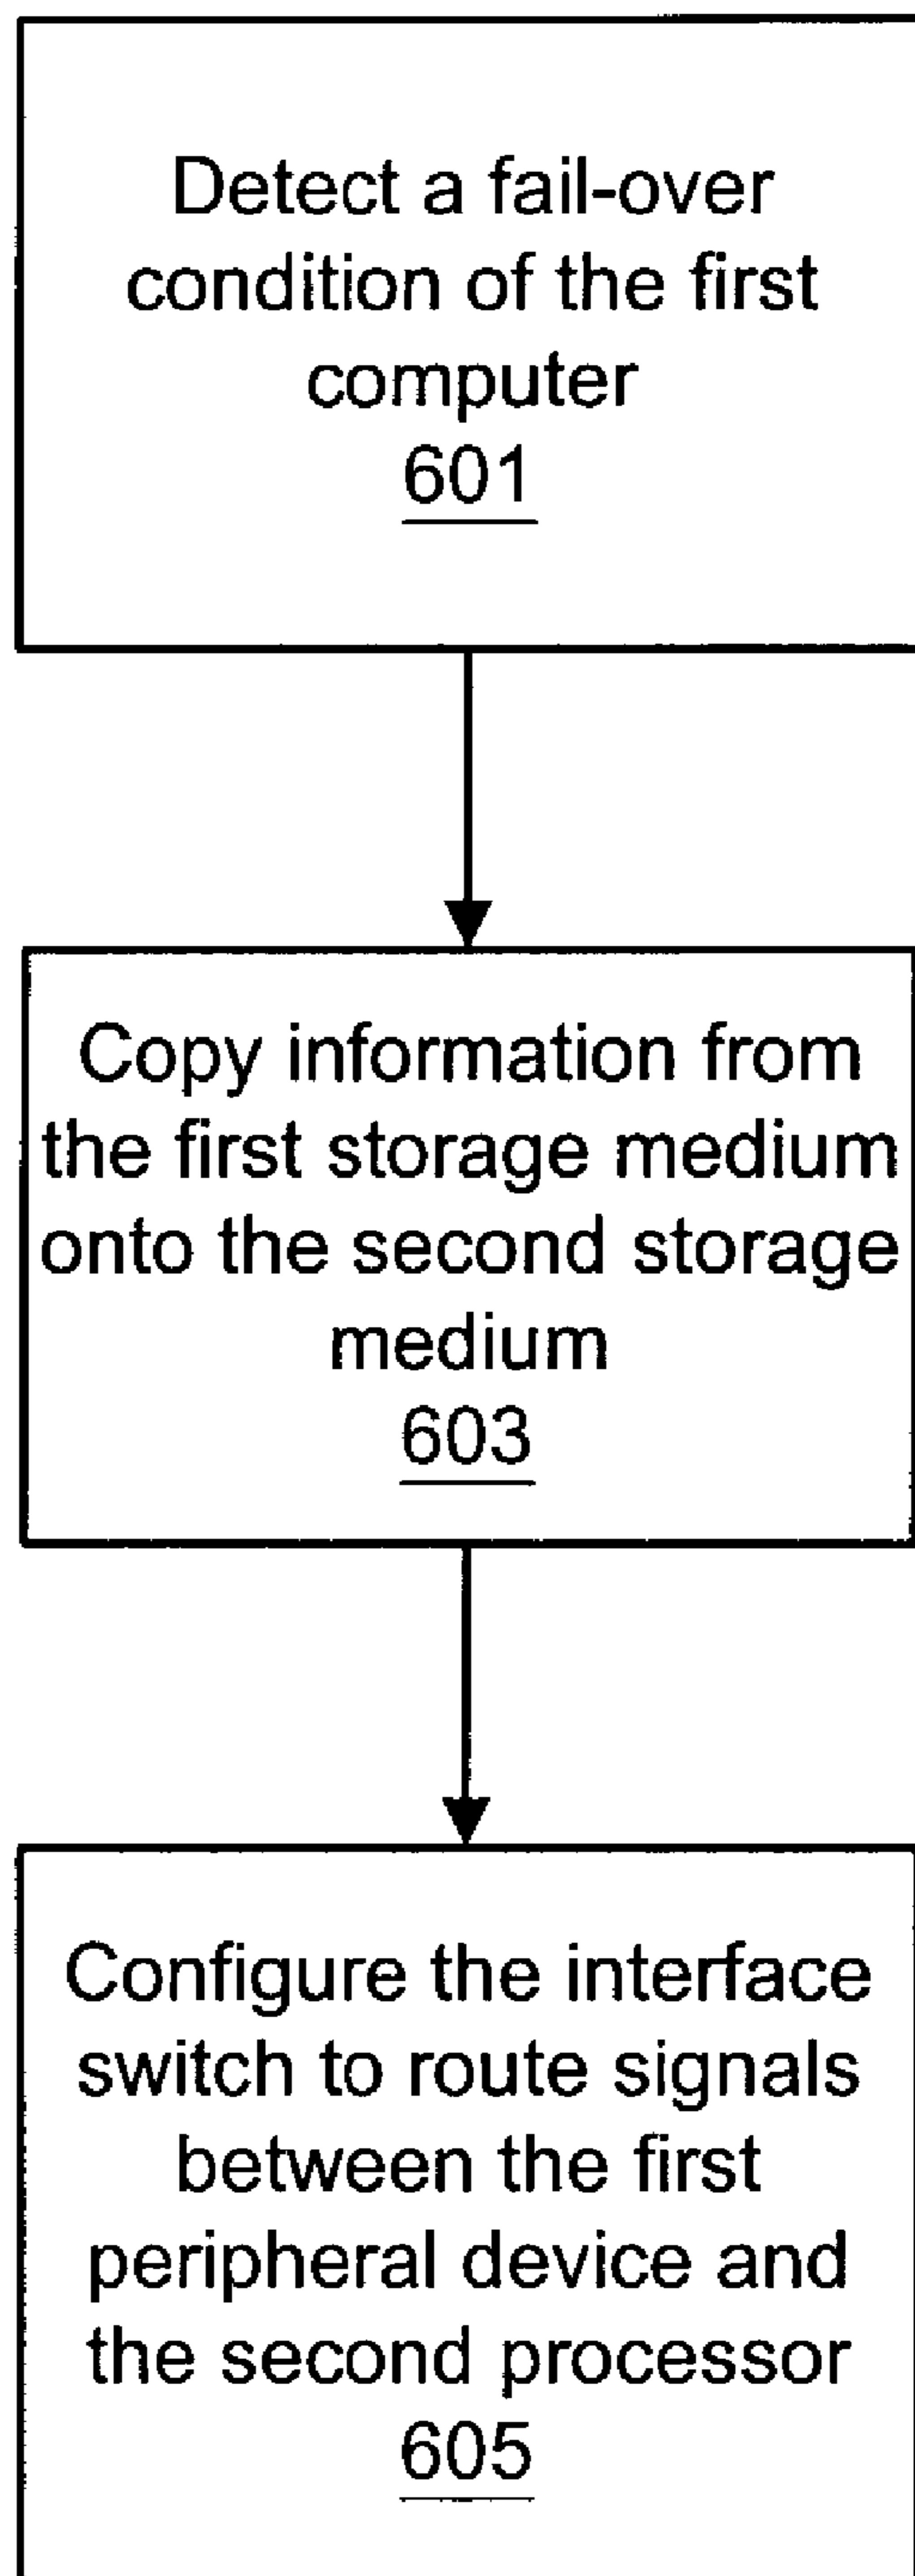 Detect a fail-over
condition of the first
computer
601
Copy information from
the first storage medium
onto the second storage
medium
603
Configure the interface
switch to route signals
between the first
peripheral device and
the second processor
605